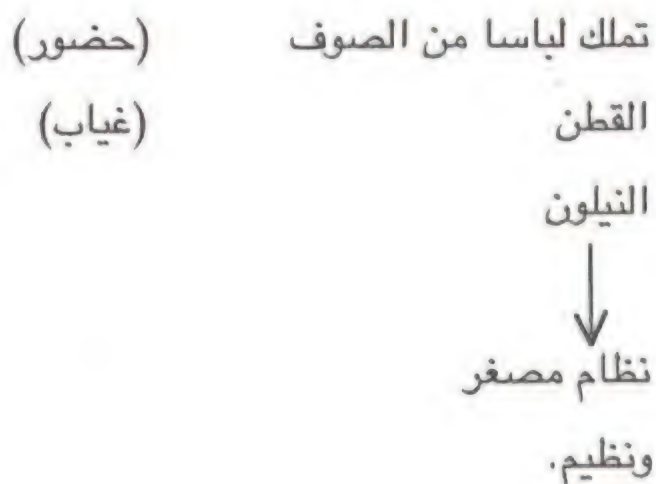 تملك لباسا من الصوف (حضور)
القطن (غياب)
النيلون
نظام مصغر
ونظيم.